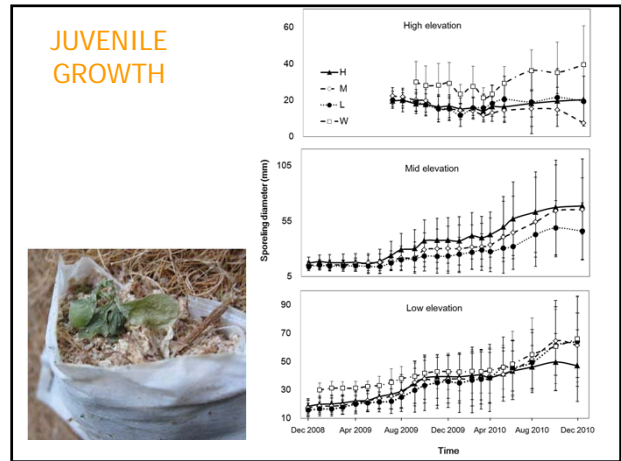 JUVENILE
GROWTH
Sporeling diameter (mm)
High elevation
60
40
20
0
H
M
L
W
Mid elevation
105
55
5
Low elevation
90
70
50
30
10
Dec 2008
Apr 2009
Aug 2009
Dec 2009
Apr 2010
Aug 2010
Dec 2010
Time